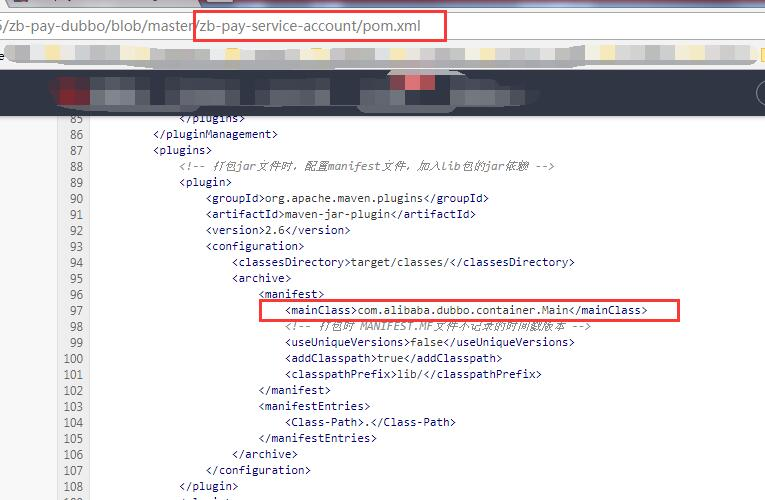 /zb-pay-dubbo/blob/master/zb-pay-service-account/pom.xml
85 </plugins>
86 </pluginManagement>
87 <plugins>
88 <!-- 打包jar文件时，配置manifest文件，加入lib包的jar依赖 -->
89 <plugin>
90 <groupId>org.apache.maven.plugins</groupId>
91 <artifactId>maven-jar-plugin</artifactId>
92 <version>2.6</version>
93 <configuration>
94 <classesDirectory>target/classes/</classesDirectory>
95 <archive>
96 <manifest>
97 <mainClass>com.alibaba.dubbo.container.Main</mainClass>
98 <!-- 打包时 MANIFEST.MF文件不记录的时间戳版本 -->
99 <useUniqueVersions>false</useUniqueVersions>
100 <addClasspath>true</addClasspath>
101 <classpathPrefix>lib/</classpathPrefix>
102 </manifest>
103 <manifestEntries>
104 <Class-Path>.</Class-Path>
105 </manifestEntries>
106 </archive>
107 </configuration>
108 </plugin>